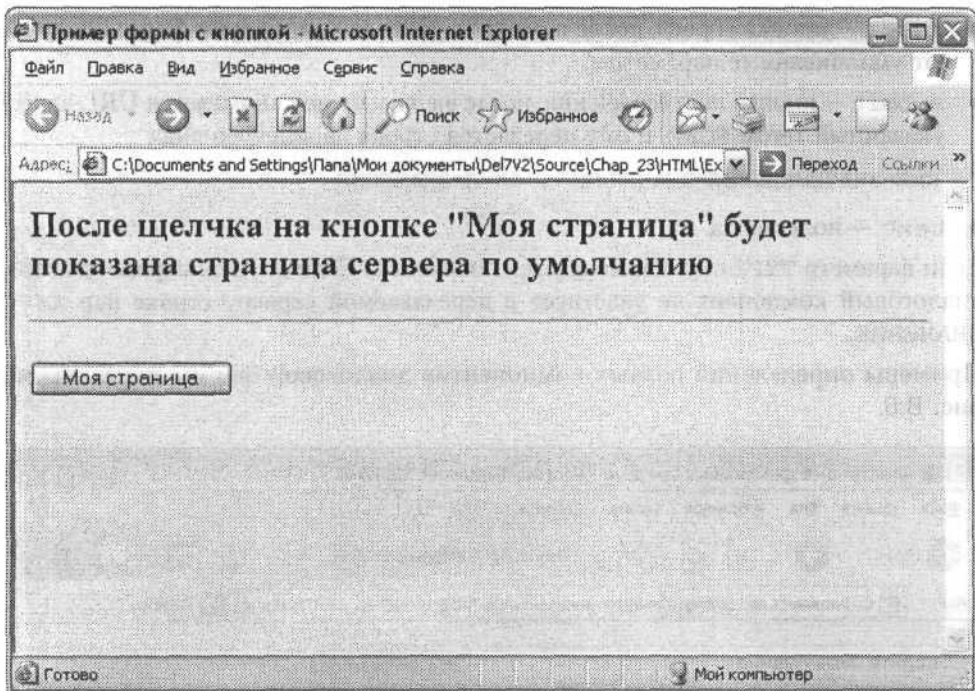 Пример формы с кнопкой - Microsoft Internet Explorer
Файл Правка Вид Избранное Сервис Справка
Назад Поиск Избранное
Адрес: C:\Documents and Settings\Папа\Мои документы\Del7V2\Source\Chap_23\HTML\Ex Переход Ссылки »
После щелчка на кнопке "Моя страница" будет
показана страница сервера по умолчанию
Моя страница
Готово Мой компьютер